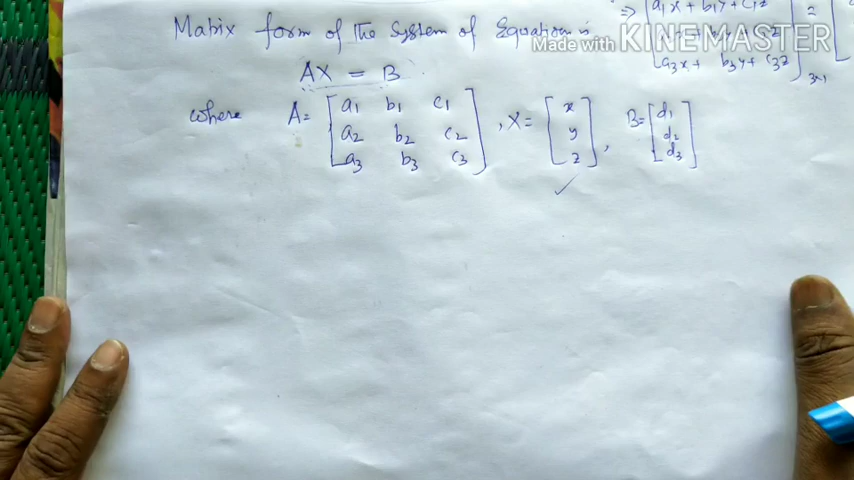 Matrix form of the System of Equations is
AX = B
where A = [a1 b1 c1
a2 b2 c2
a3 b3 c3] , X = [x
y
z] , B = [d1
d2
d3]
⇒ [a1x + b1y + c1z
a3x + b3y + c3z] 3×1 =
Made with KINEMASTER